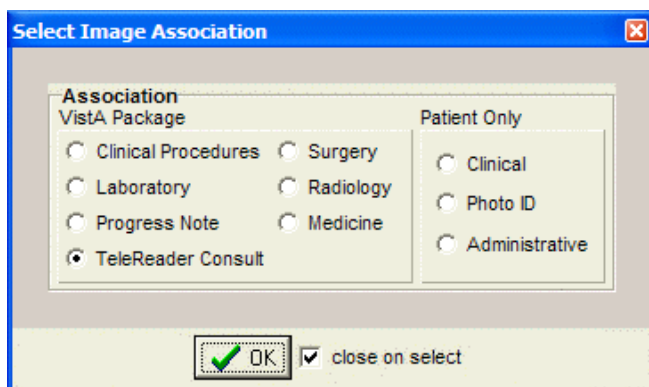 Select Image Association
Association
VistA Package
Patient Only
Clinical Procedures
Surgery
Laboratory
Radiology
Progress Note
Medicine
TeleReader Consult
Clinical
Photo ID
Administrative
OK
close on select